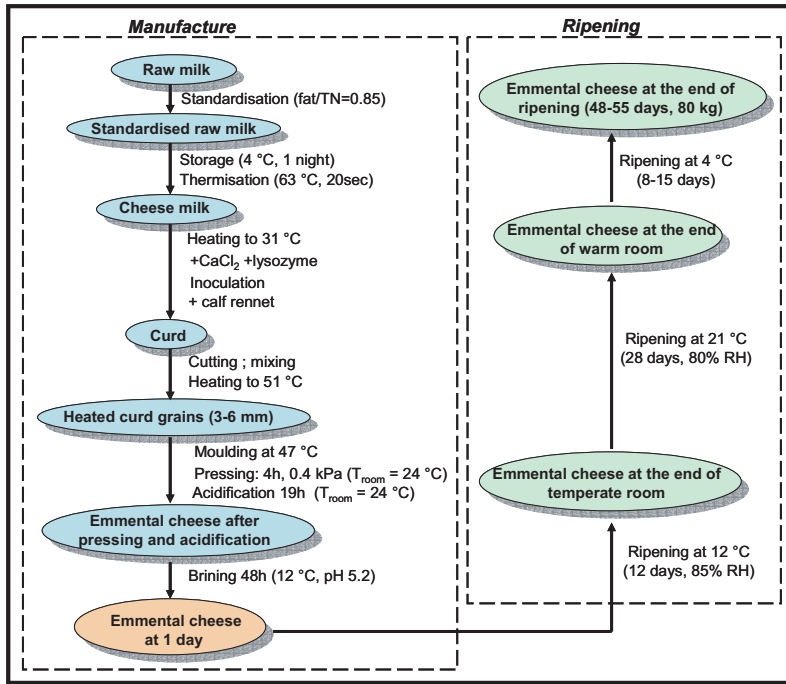 Manufacture
Raw milk
Standardisation (fat/TN=0.85)
Standardised raw milk
Storage (4 °C, 1 night)
Thermisation (63 °C, 20sec)
Cheese milk
Heating to 31 °C
+CaCl₂ +lysozyme
Inoculation
+ calf rennet
Curd
Cutting ; mixing
Heating to 51 °C
Heated curd grains (3-6 mm)
Moulding at 47 °C
Pressing: 4h, 0.4 kPa (Troom = 24 °C)
Acidification 19h (Troom = 24 °C)
Emmental cheese after
pressing and acidification
Brining 48h (12 °C, pH 5.2)
Emmental cheese
at 1 day
Ripening
Emmental cheese at the end of
ripening (48-55 days, 80 kg)
Ripening at 4 °C
(8-15 days)
Emmental cheese at the end
of warm room
Ripening at 21 °C
(28 days, 80% RH)
Emmental cheese at the end of
temperate room
Ripening at 12 °C
(12 days, 85% RH)